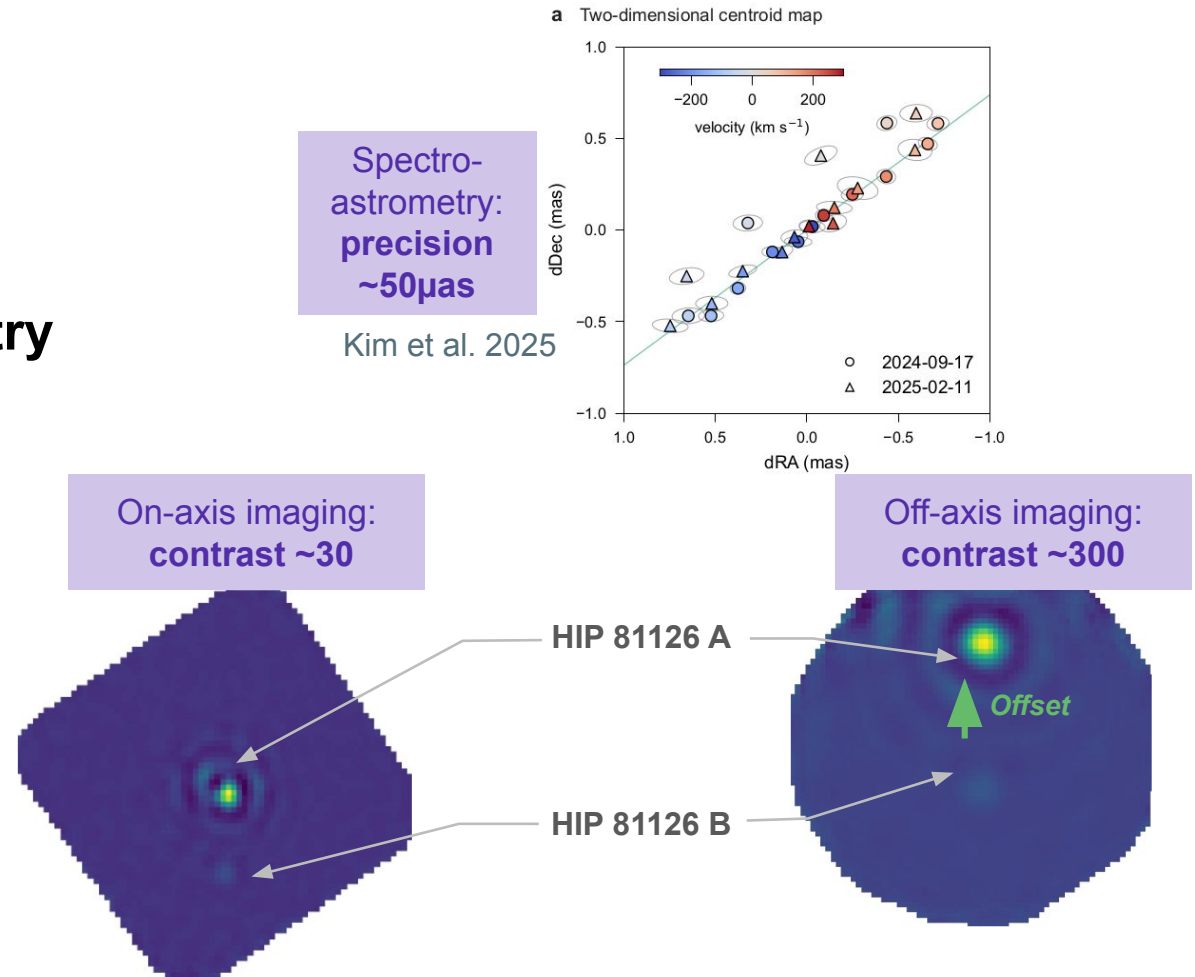 a Two-dimensional centroid map
1.0
0.5
0.0
−0.5
−1.0
dDec (mas)
−200 0 200
velocity (km s⁻¹)
2024-09-17
2025-02-11
1.0 0.5 0.0 −0.5 −1.0
dRA (mas)
Spectro-
astrometry:
precision
~50μas
try
Kim et al. 2025
On-axis imaging:
contrast ~30
Off-axis imaging:
contrast ~300
HIP 81126 A
Offset
HIP 81126 B